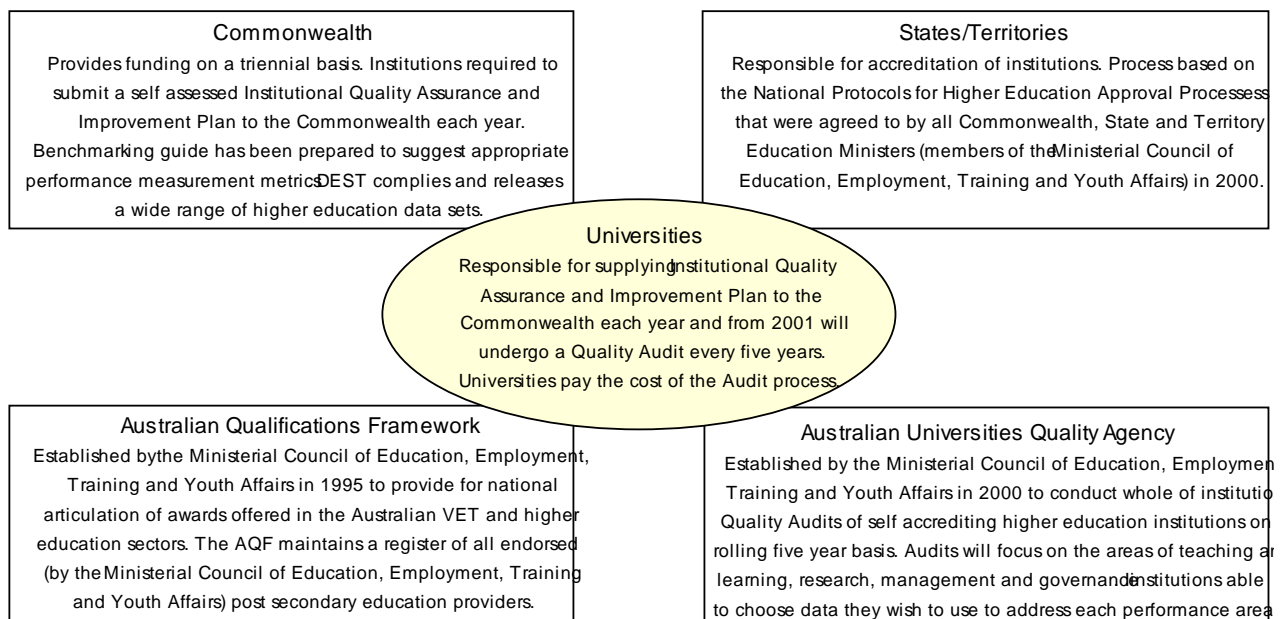 Commonwealth
Provides funding on a triennial basis. Institutions required to
submit a self assessed Institutional Quality Assurance and
Improvement Plan to the Commonwealth each year.
Benchmarking guide has been prepared to suggest appropriate
performance measurement metrics DEST complies and releases
a wide range of higher education data sets.
States/Territories
Responsible for accreditation of institutions. Process based on
the National Protocols for Higher Education Approval Processess
that were agreed to by all Commonwealth, State and Territory
Education Ministers (members of the Ministerial Council of
Education, Employment, Training and Youth Affairs) in 2000.
Universities
Responsible for supplying Institutional Quality
Assurance and Improvement Plan to the
Commonwealth each year and from 2001 will
undergo a Quality Audit every five years.
Universities pay the cost of the Audit process.
Australian Qualifications Framework
Established by the Ministerial Council of Education, Employment,
Training and Youth Affairs in 1995 to provide for national
articulation of awards offered in the Australian VET and higher
education sectors. The AQF maintains a register of all endorsed
(by the Ministerial Council of Education, Employment, Training
and Youth Affairs) post secondary education providers.
Australian Universities Quality Agency
Established by the Ministerial Council of Education, Employmen
Training and Youth Affairs in 2000 to conduct whole of institutio
Quality Audits of self accrediting higher education institutions on
rolling five year basis. Audits will focus on the areas of teaching a
learning, research, management and governance institutions able
to choose data they wish to use to address each performance area